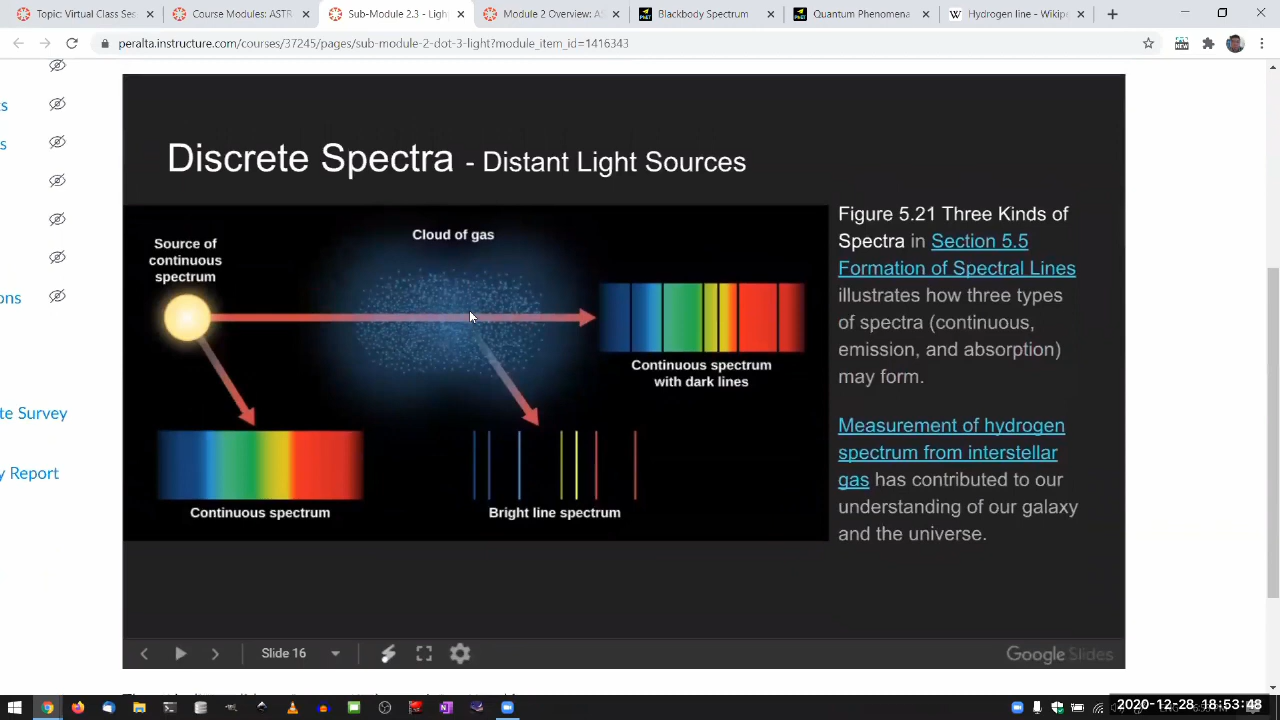 Topic: Virtual Class Ses
Course Modules: ASTR
Sub-Module 2.3 - Ligh
Module 2 Overview: AS
Blackbody Spectrum
Quantum Phenomena
Hydrogen line - Wikip
peralta.instructure.com/courses/37245/pages/sub-module-2-dot-3-light?module_item_id=1416343
NEW
s
s
ons
te Survey
y Report
Discrete Spectra - Distant Light Sources
Source of
continuous
spectrum
Cloud of gas
Continuous spectrum
with dark lines
Continuous spectrum
Bright line spectrum
Figure 5.21 Three Kinds of
Spectra in Section 5.5
Formation of Spectral Lines
illustrates how three types
of spectra (continuous,
emission, and absorption)
may form.
Measurement of hydrogen
spectrum from interstellar
gas has contributed to our
understanding of our galaxy
and the universe.
Slide 16
Google Slides
2020-12-28 18:53:48